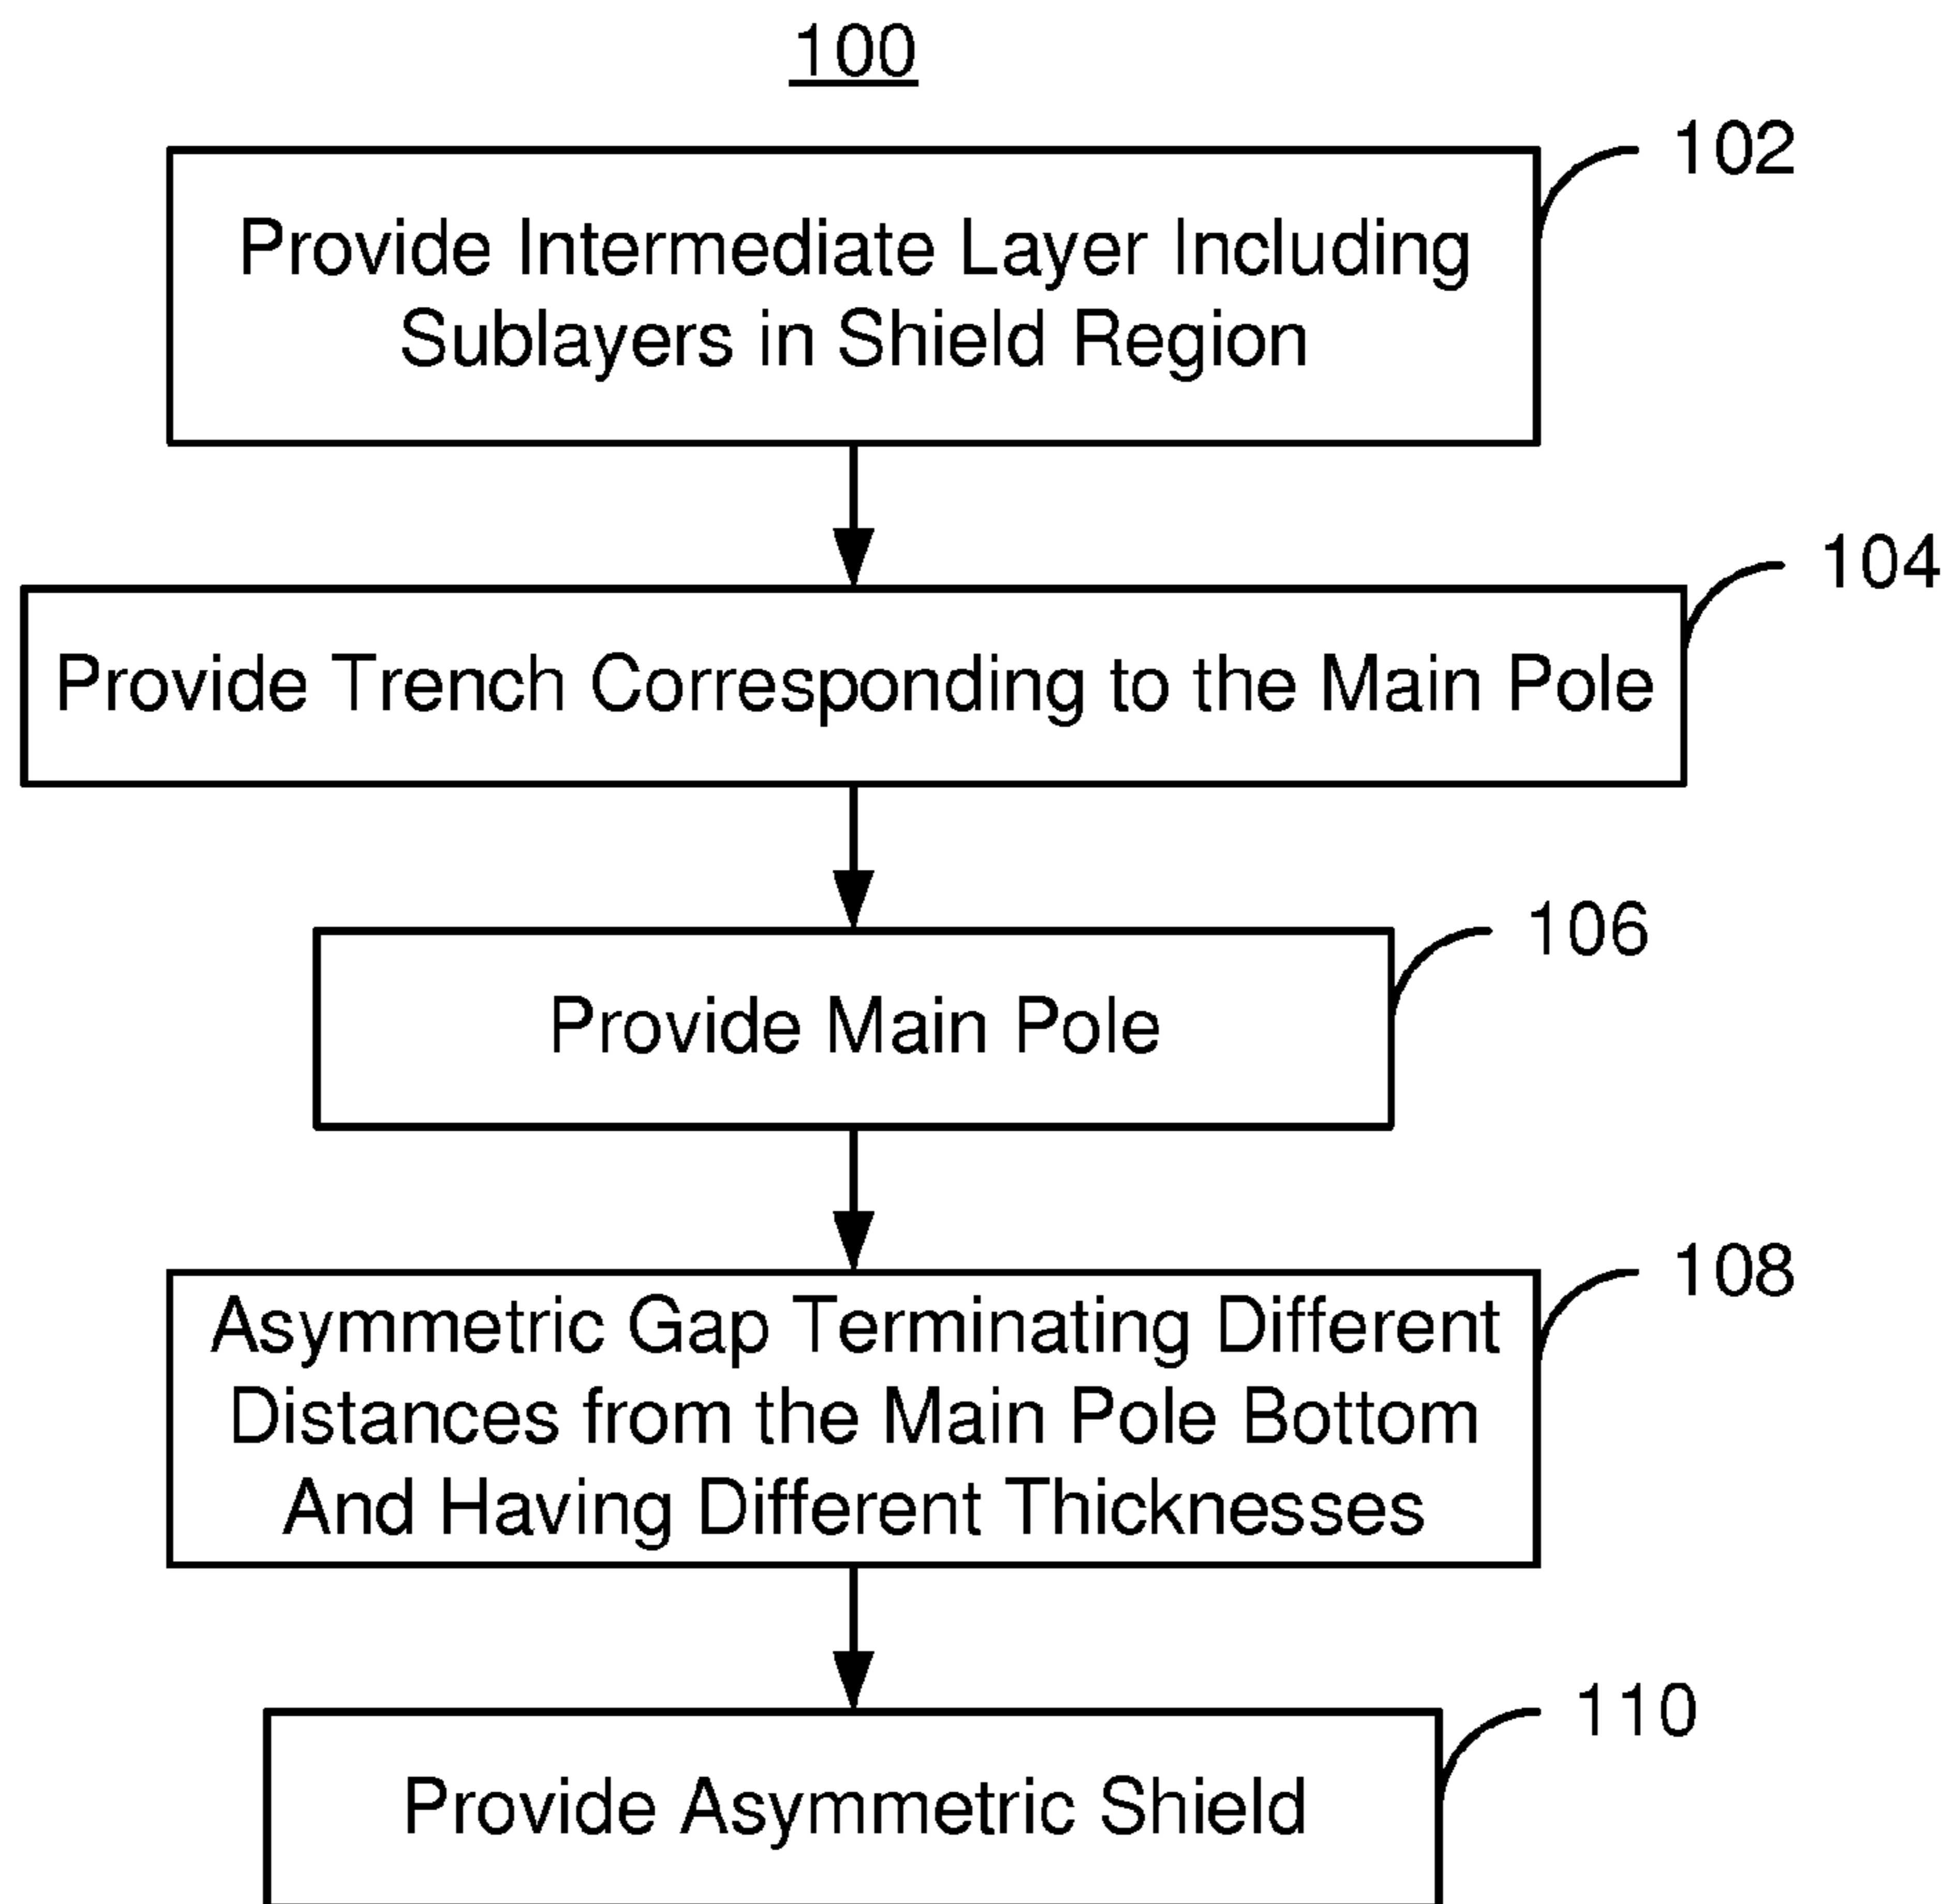 100
102
Provide Intermediate Layer Including
Sublayers in Shield Region
104
Provide Trench Corresponding to the Main Pole
106
Provide Main Pole
108
Asymmetric Gap Terminating Different
Distances from the Main Pole Bottom
And Having Different Thicknesses
110
Provide Asymmetric Shield